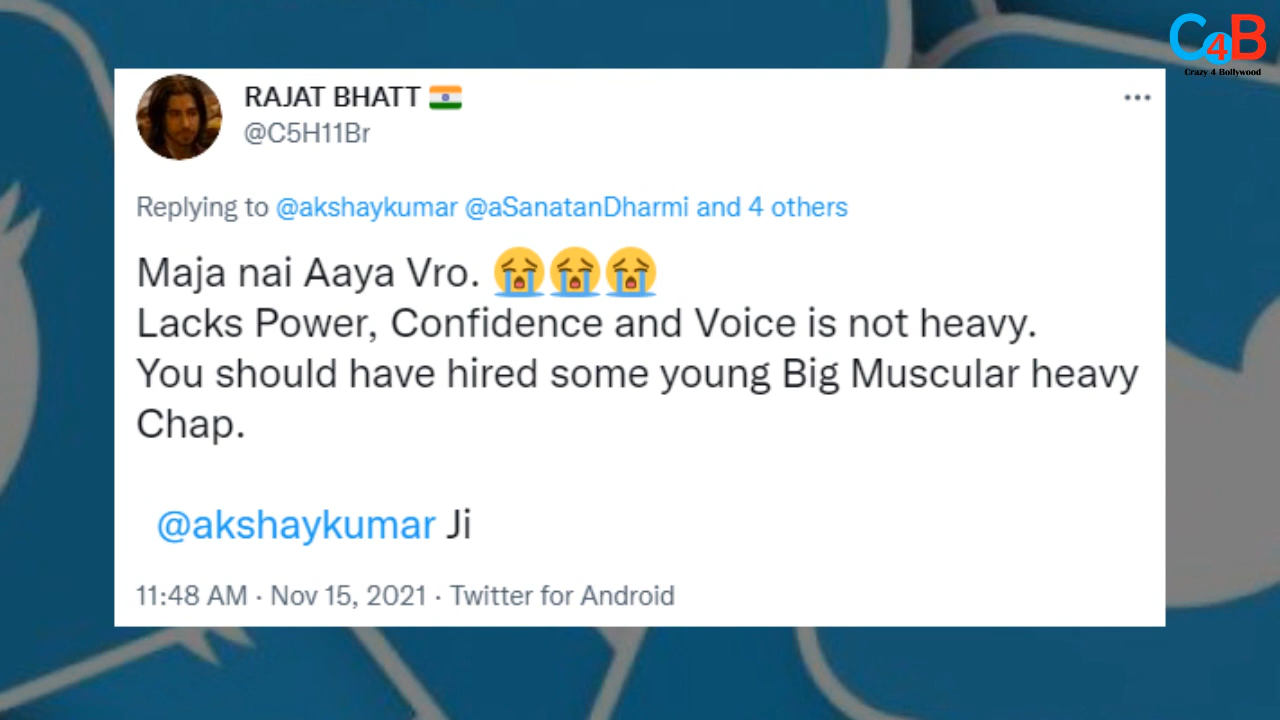 C4B
Crazy 4 Bollywood
RAJAT BHATT 🇮🇳
@C5H11Br
Replying to @akshaykumar @aSanatanDharmi and 4 others
Maja nai Aaya Vro. 😭😭😭
Lacks Power, Confidence and Voice is not heavy.
You should have hired some young Big Muscular heavy
Chap.
@akshaykumar Ji
11:48 AM · Nov 15, 2021 · Twitter for Android